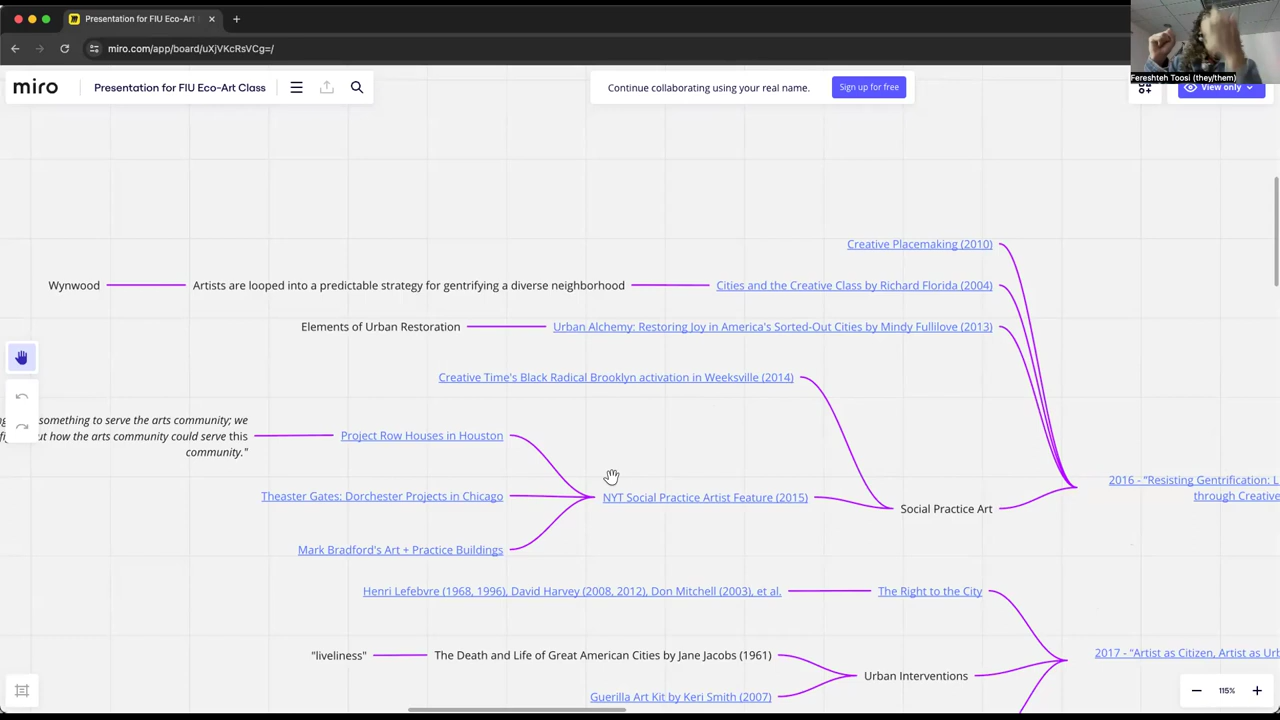 Presentation for FIU Eco-Art
miro.com/app/board/uXjVKcRsVCg=/
Fereshteh Toosi (they/them)
miro
Presentation for FIU Eco-Art Class
Continue collaborating using your real name.
Sign up for free
View only
Creative Placemaking (2010)
Wynwood
Artists are looped into a predictable strategy for gentrifying a diverse neighborhood
Cities and the Creative Class by Richard Florida (2004)
Elements of Urban Restoration
Urban Alchemy: Restoring Joy in America's Sorted-Out Cities by Mindy Fullilove (2013)
Creative Time's Black Radical Brooklyn activation in Weeksville (2014)
something to serve the arts community; we
out how the arts community could serve this
community."
Project Row Houses in Houston
Theaster Gates: Dorchester Projects in Chicago
Mark Bradford's Art + Practice Buildings
NYT Social Practice Artist Feature (2015)
Social Practice Art
2016 - "Resisting Gentrification: L
through Creative
Henri Lefebvre (1968, 1996), David Harvey (2008, 2012), Don Mitchell (2003), et al.
The Right to the City
"liveliness"
The Death and Life of Great American Cities by Jane Jacobs (1961)
Urban Interventions
Guerilla Art Kit by Keri Smith (2007)
2017 - "Artist as Citizen, Artist as Urb
115%